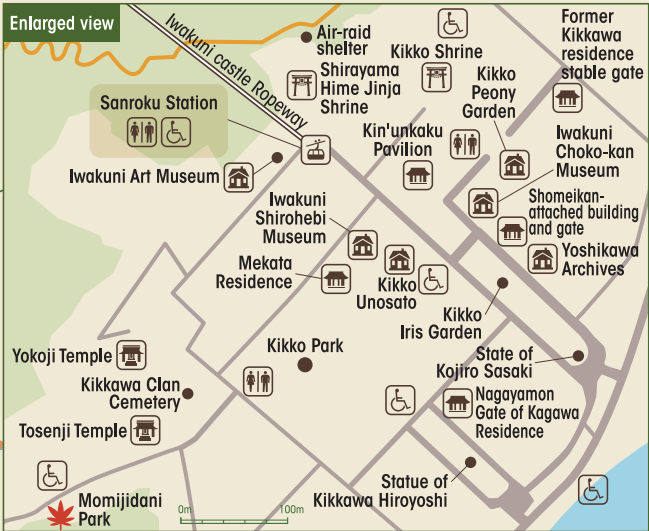 Enlarged view
Iwakuni castle Ropeway
Air-raid
shelter
Shirayama
Hime Jinja
Shrine
Kikko Shrine
Former
Kikkawa
residence
stable gate
Kikko
Peony
Garden
Sanroku Station
Kin'unkaku
Pavilion
Iwakuni
Choko-kan
Museum
Iwakuni Art Museum
Shomeikan-
attached building
and gate
Iwakuni
Shirohebi
Museum
Yoshikawa
Archives
Mekata
Residence
Kikko
Unosato
Kikko
Iris Garden
Yokoji Temple
Kikko Park
State of
Kojiro Sasaki
Kikkawa Clan
Cemetery
Nagayamon
Gate of Kagawa
Residence
Tosenji Temple
Statue of
Kikkawa Hiroyoshi
Momijidani
Park
0m
100m